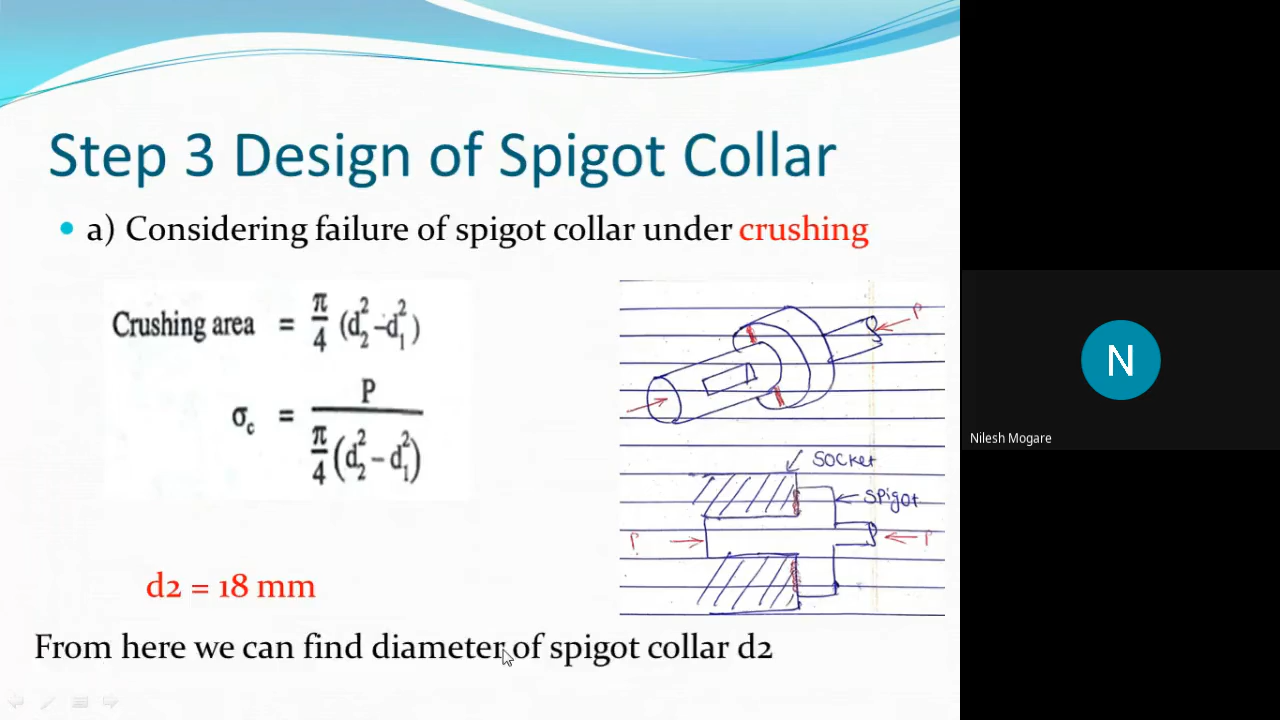 Step 3 Design of Spigot Collar
a) Considering failure of spigot collar under crushing
Crushing area = π/4 (d₂² – d₁²)
σc = P / π/4 (d₂² – d₁²)
d2 = 18 mm
From here we can find diameter of spigot collar d2
P
SOCKET
Spigot
P
P
N
Nilesh Mogare